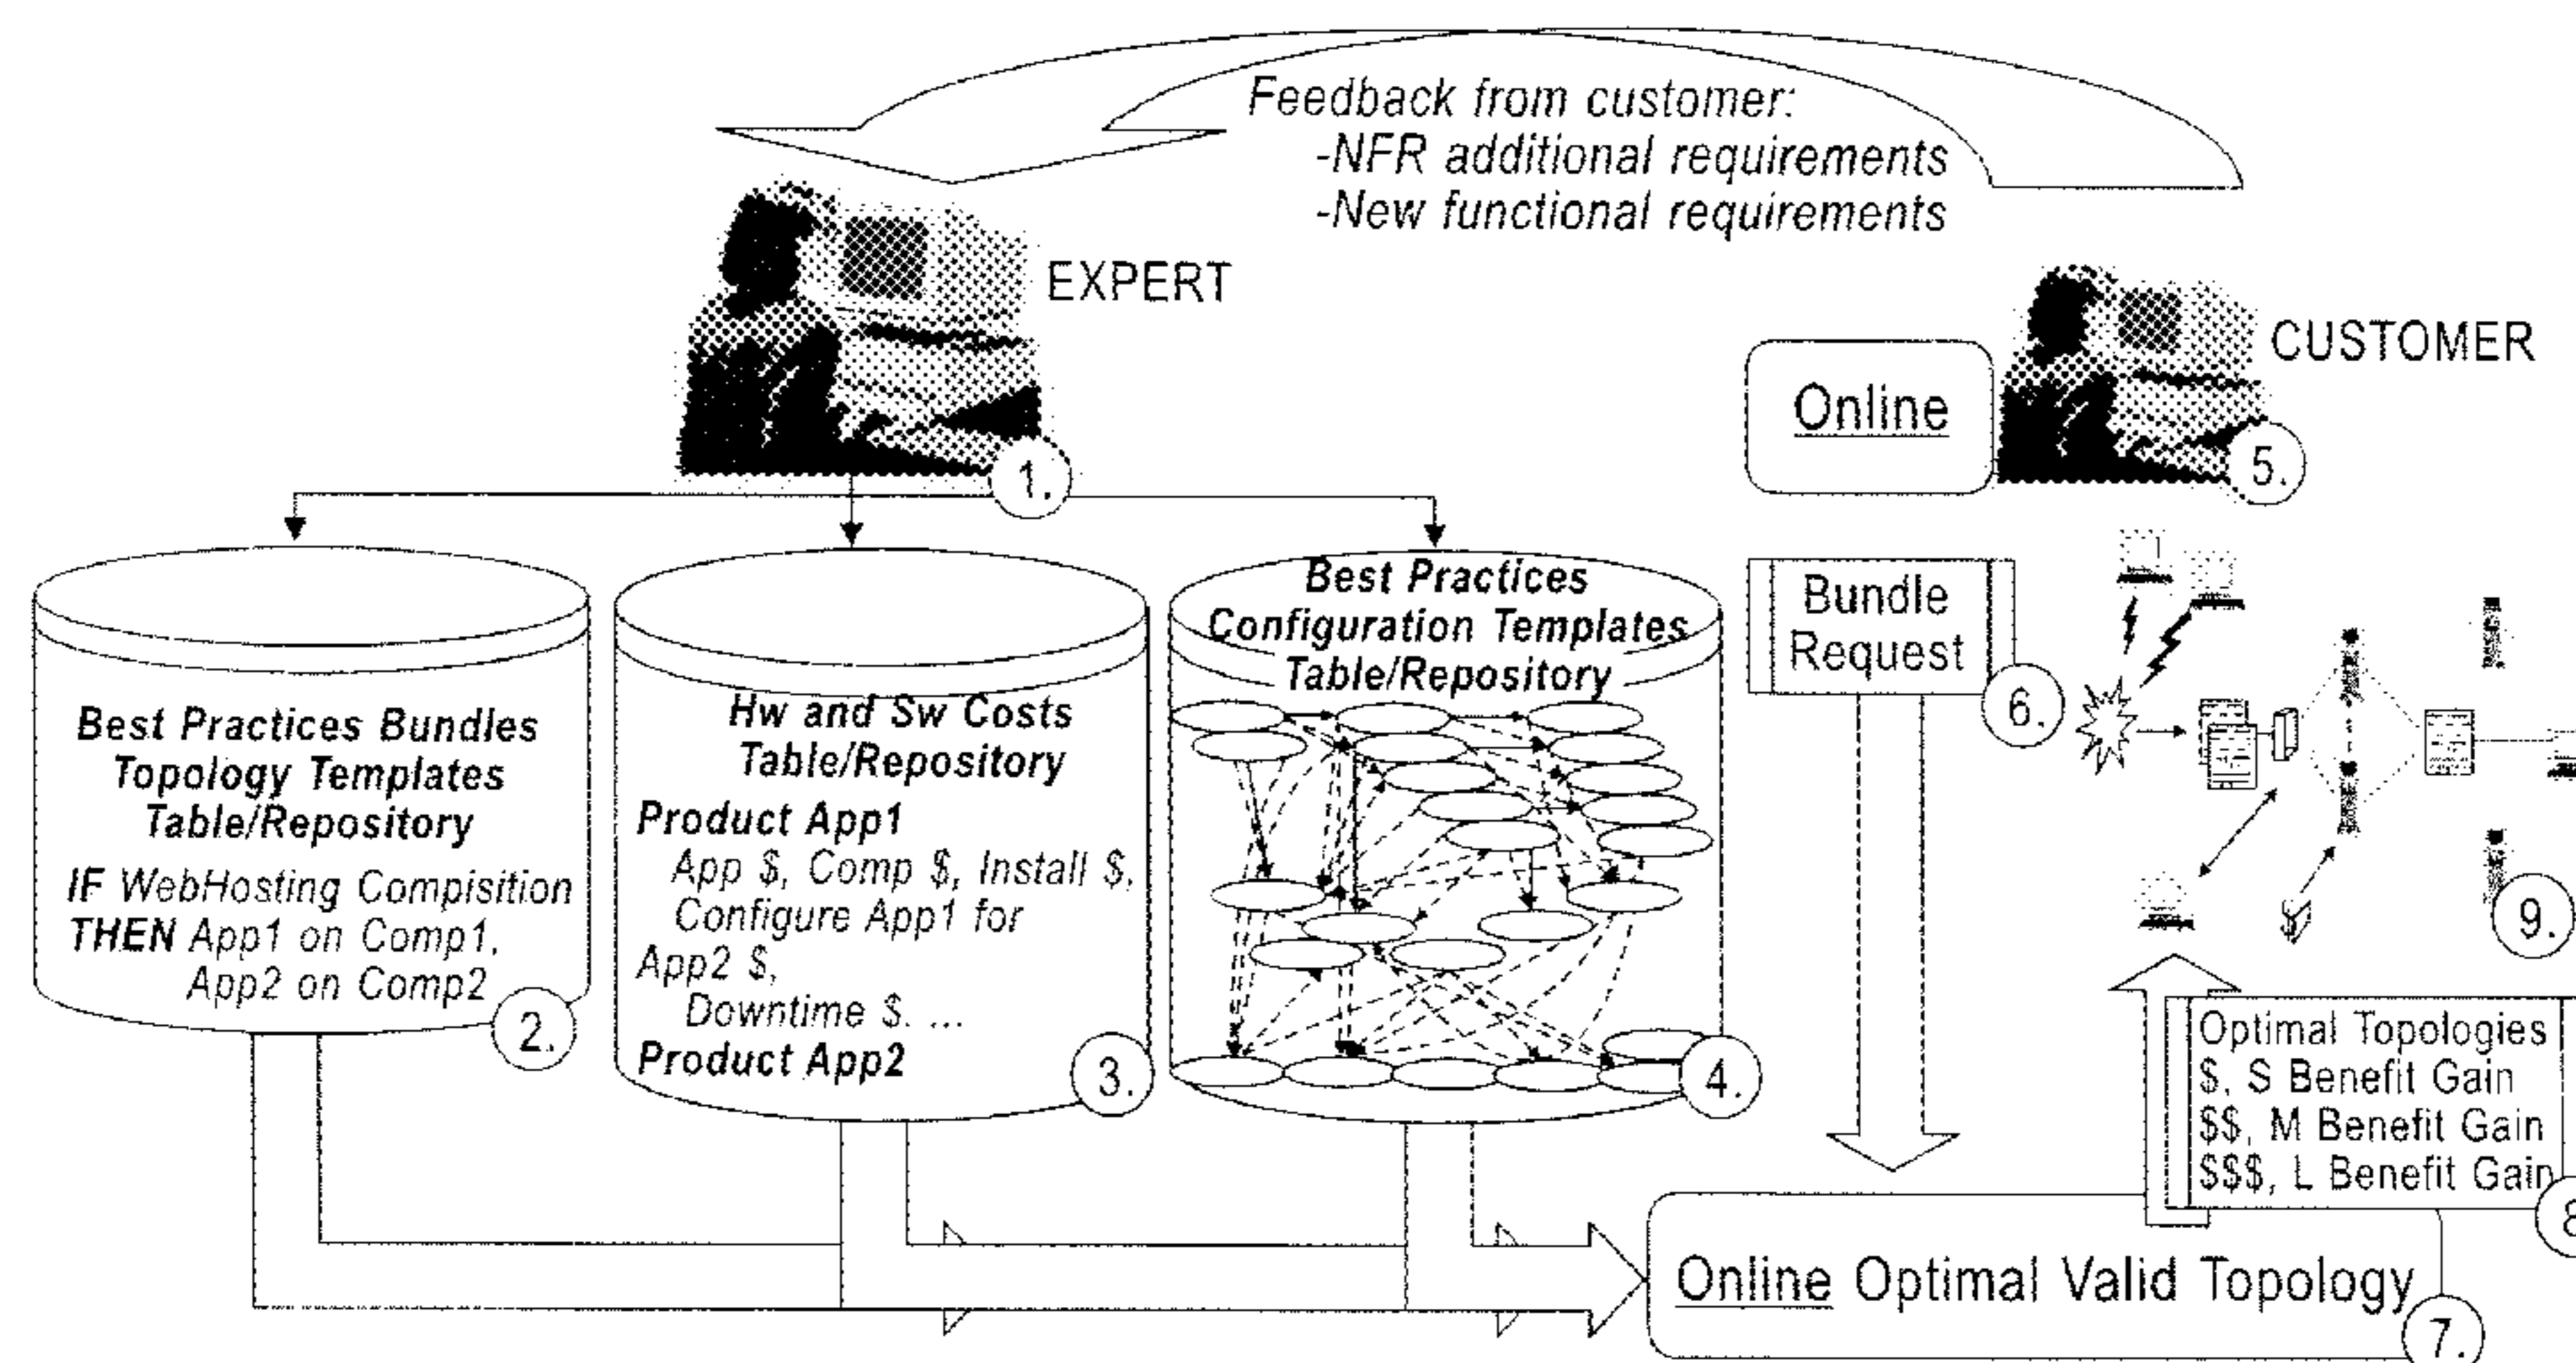 Feedback from customer:
-NFR additional requirements
-New functional requirements
EXPERT
1.
CUSTOMER
Online
5.
Best Practices Bundles
Topology Templates
Table/Repository
IF WebHosting Compisition
THEN App1 on Comp1,
App2 on Comp2
2.
Hw and Sw Costs
Table/Repository
Product App1
App $, Comp $, Install $,
Configure App1 for
App2 $,
Downtime $. ...
Product App2
3.
Best Practices
Configuration Templates
Table/Repository
4.
Bundle
Request
6.
$
9.
Optimal Topologies
$, S Benefit Gain
$$, M Benefit Gain
$$$, L Benefit Gain
8
Online Optimal Valid Topology
7.